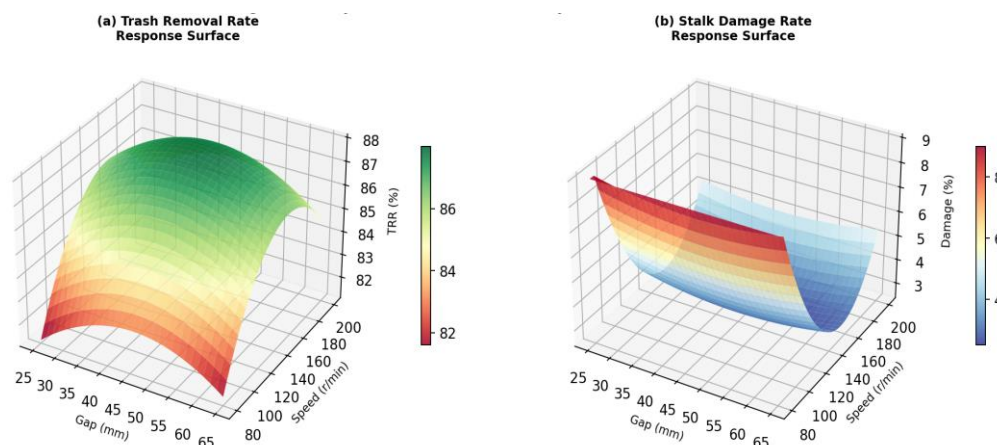 (a) Trash Removal Rate
Response Surface
88
87
86
85
84
83
82
TRR (%)
86
84
82
25 30 35 40 45 50 55 60 65
Gap (mm)
80 100 120 140 160 180 200
Speed (r/min)
(b) Stalk Damage Rate
Response Surface
9
8
7
6
5
4
3
Damage (%)
8
6
25 30 35 40 45 50 55 60 65
Gap (mm)
80 100 120 140 160 180 200
Speed (r/min)